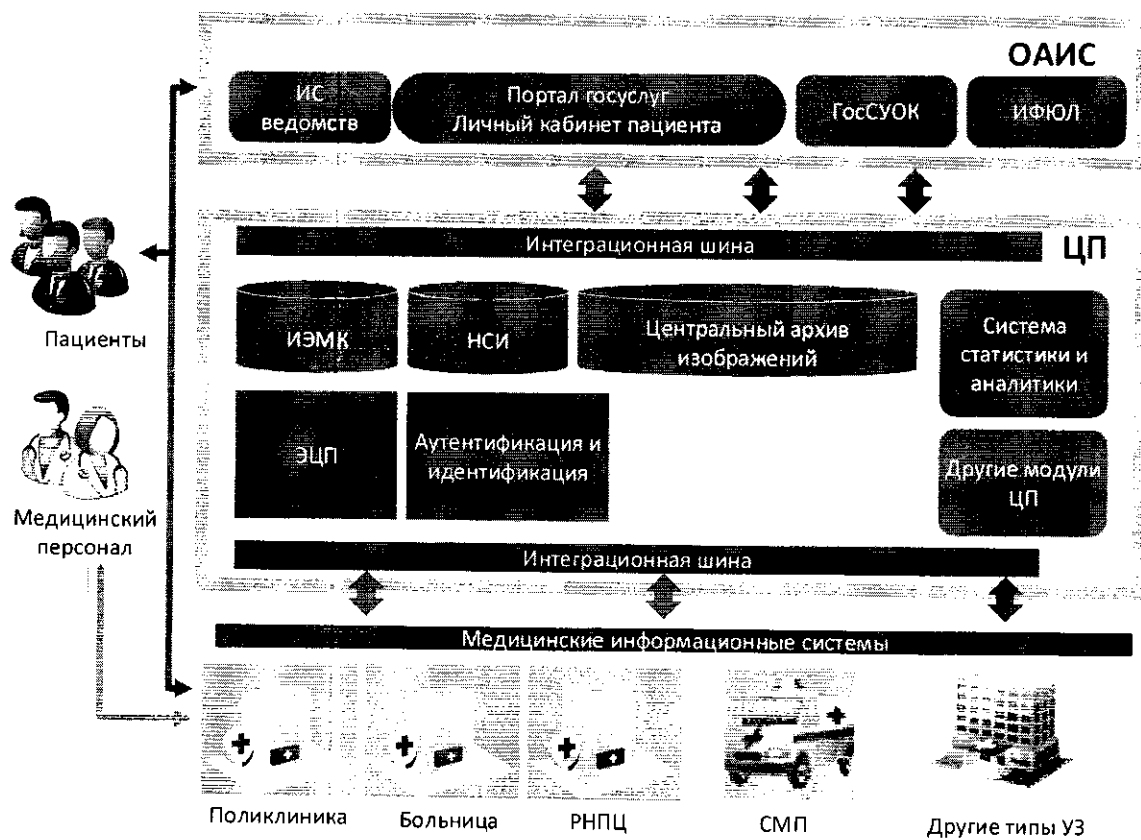 ОАИС
ИС
ведомств
Портал госуслуг
Личный кабинет пациента
ГосСУОК
ИФЮЛ
Интеграционная шина
ЦП
Пациенты
ИЭМК
НСИ
Центральный архив
изображений
Система
статистики и
аналитики
ЭЦП
Аутентификация и
идентификация
Другие модули
ЦП
Медицинский
персонал
Интеграционная шина
Медицинские информационные системы
Поликлиника
Больница
РНПЦ
СМП
Другие типы УЗ